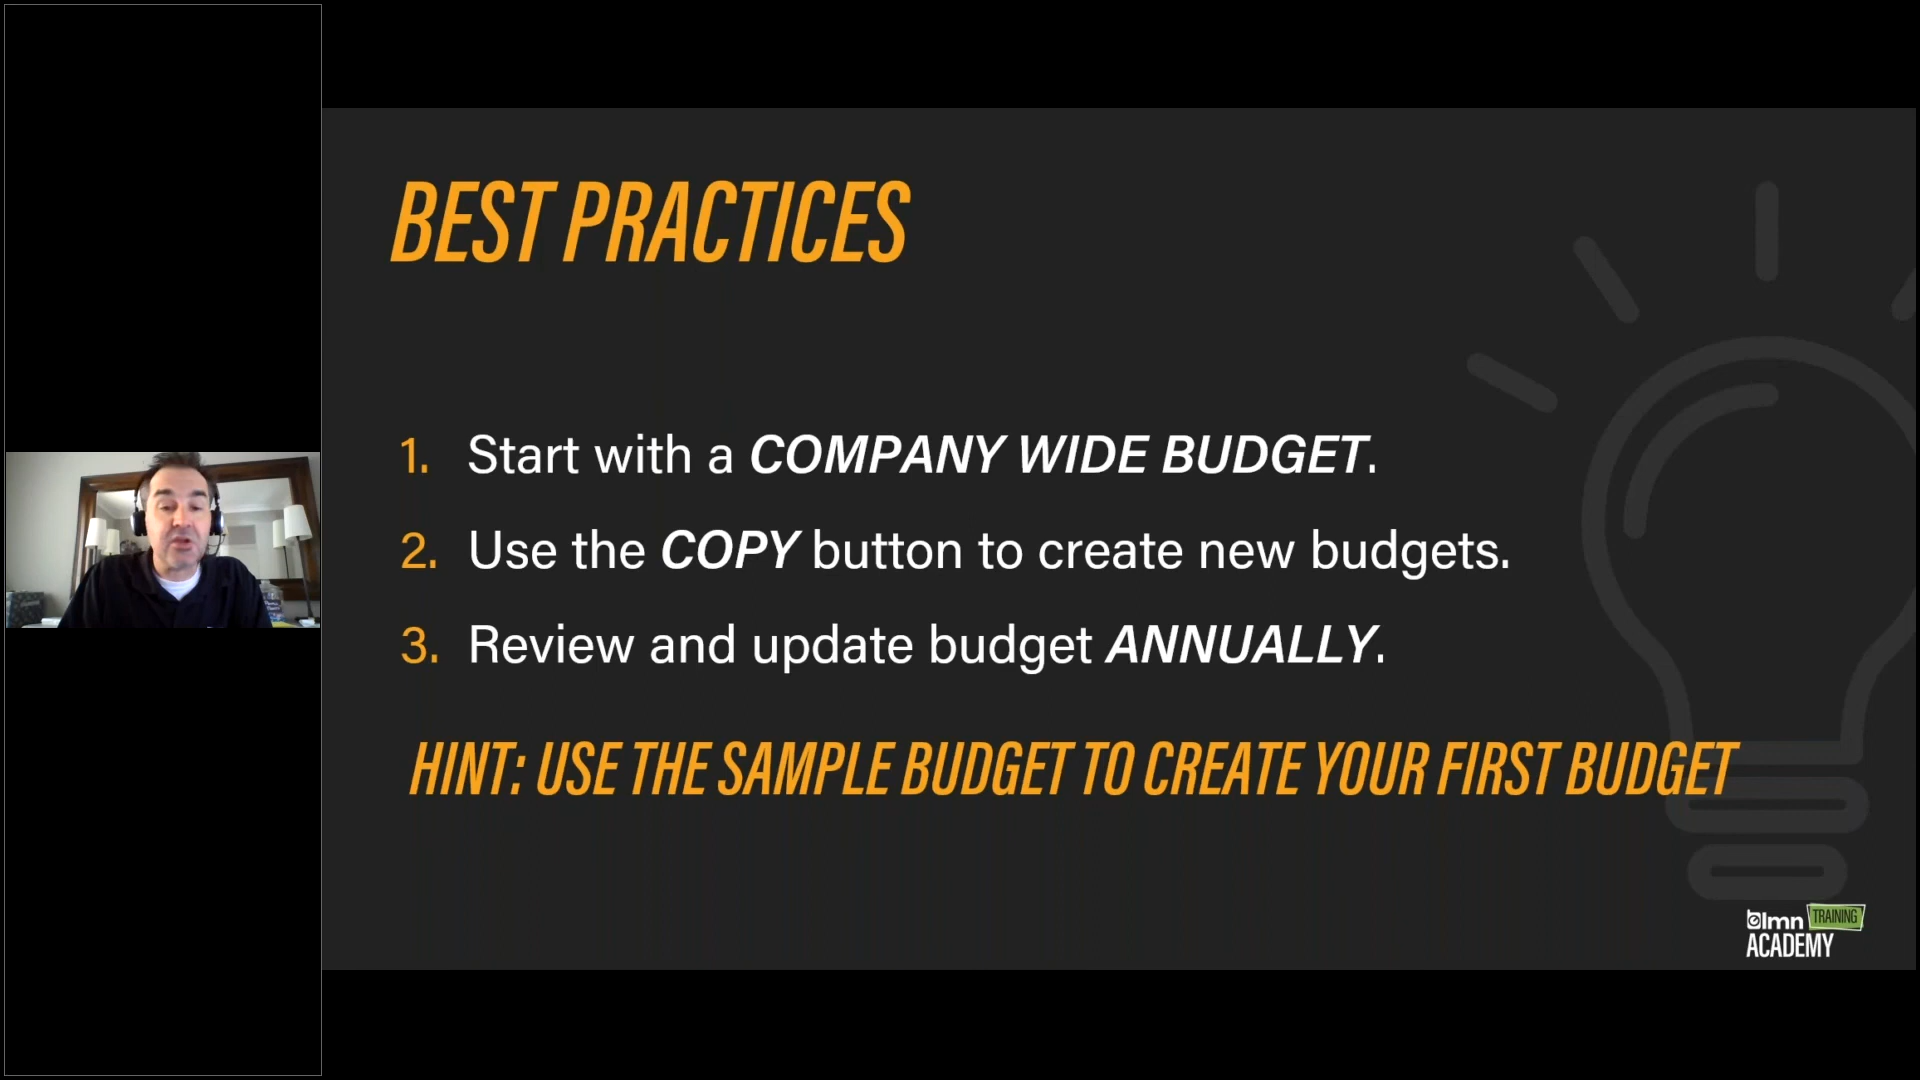 BEST PRACTICES
1. Start with a COMPANY WIDE BUDGET.
2. Use the COPY button to create new budgets.
3. Review and update budget ANNUALLY.
HINT: USE THE SAMPLE BUDGET TO CREATE YOUR FIRST BUDGET
lmn TRAINING
ACADEMY